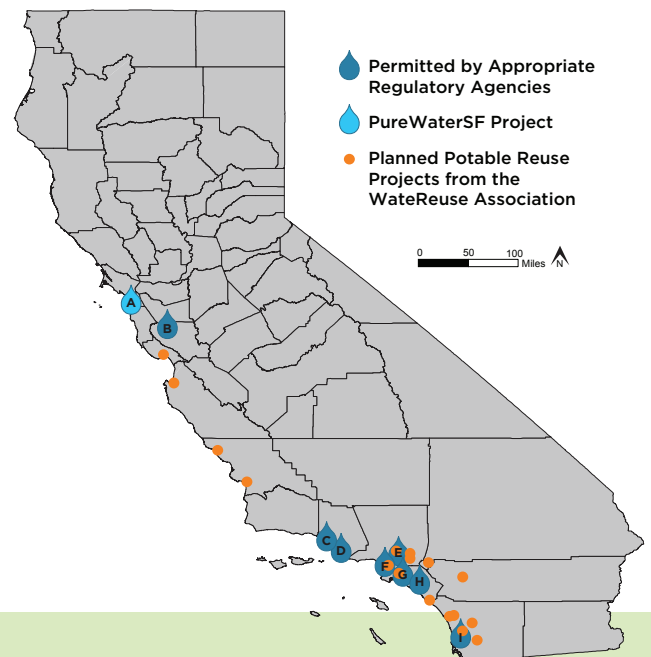 Permitted by Appropriate
Regulatory Agencies
PureWaterSF Project
Planned Potable Reuse
Projects from the
WateReuse Association
0 50 100
Miles N
A
B
C
D
E
F
G
H
I